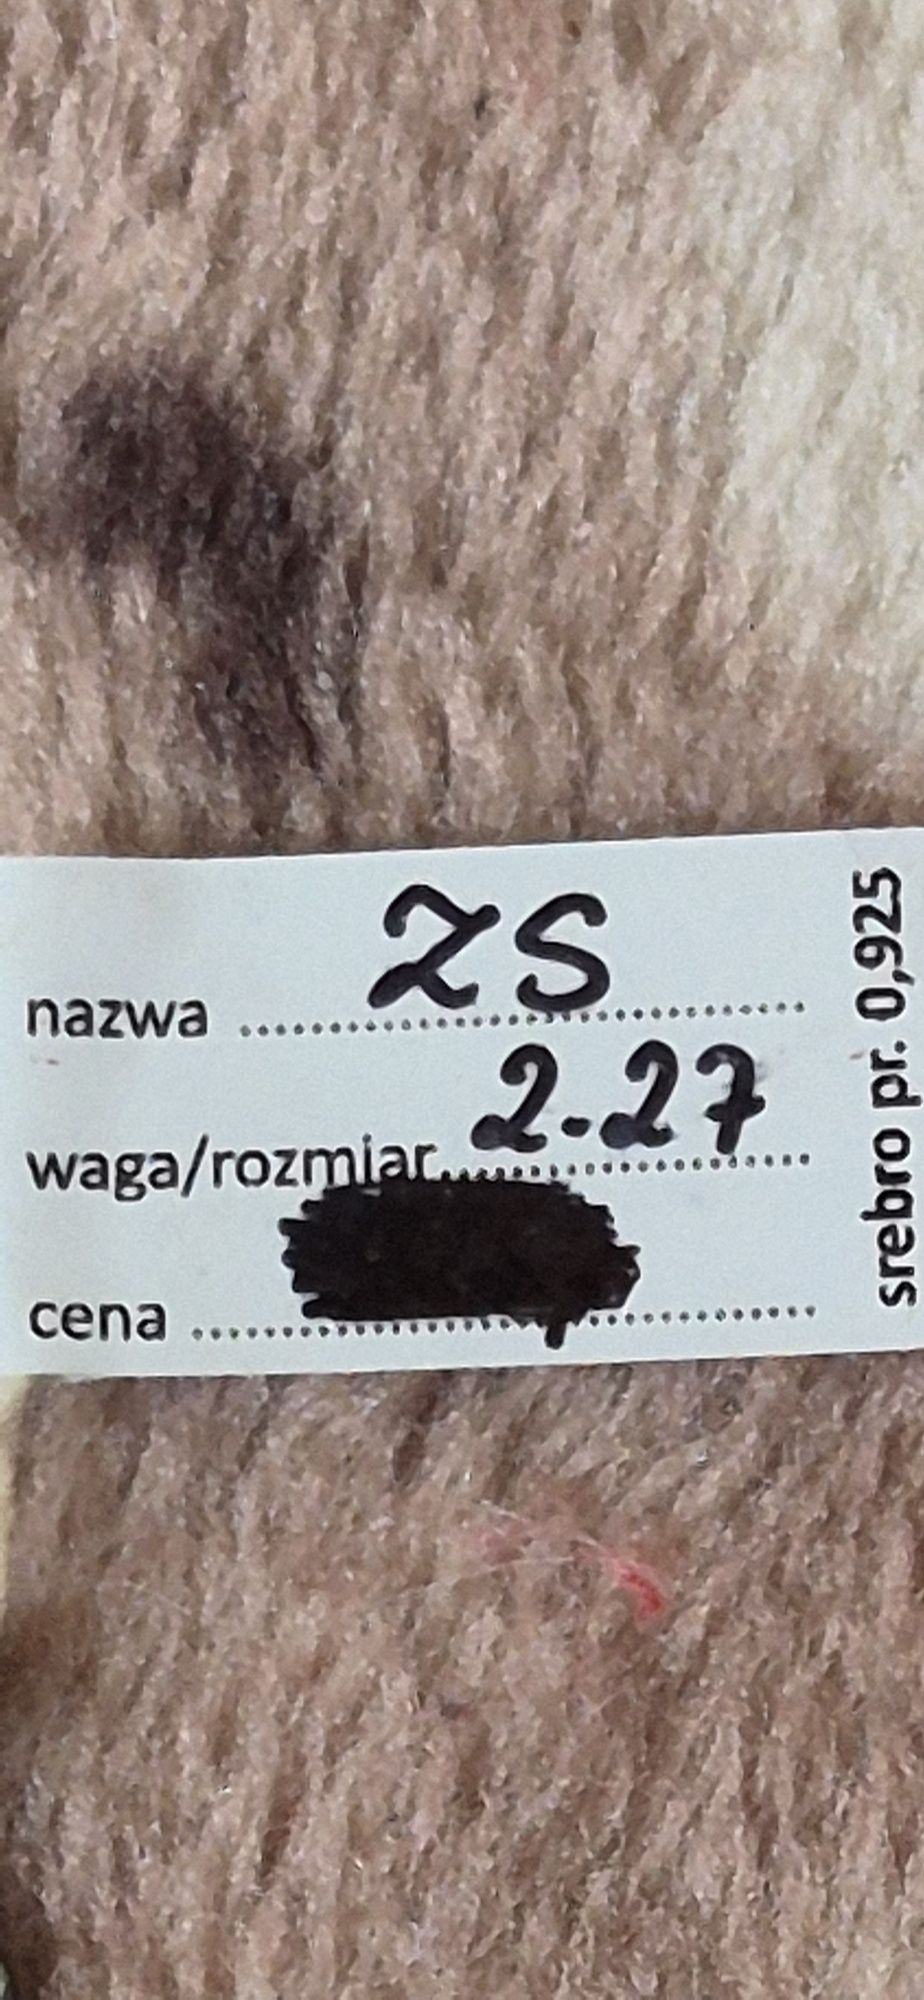 nazwa ZS
waga/rozmiar 2.27
cena
srebro pr. 0,925